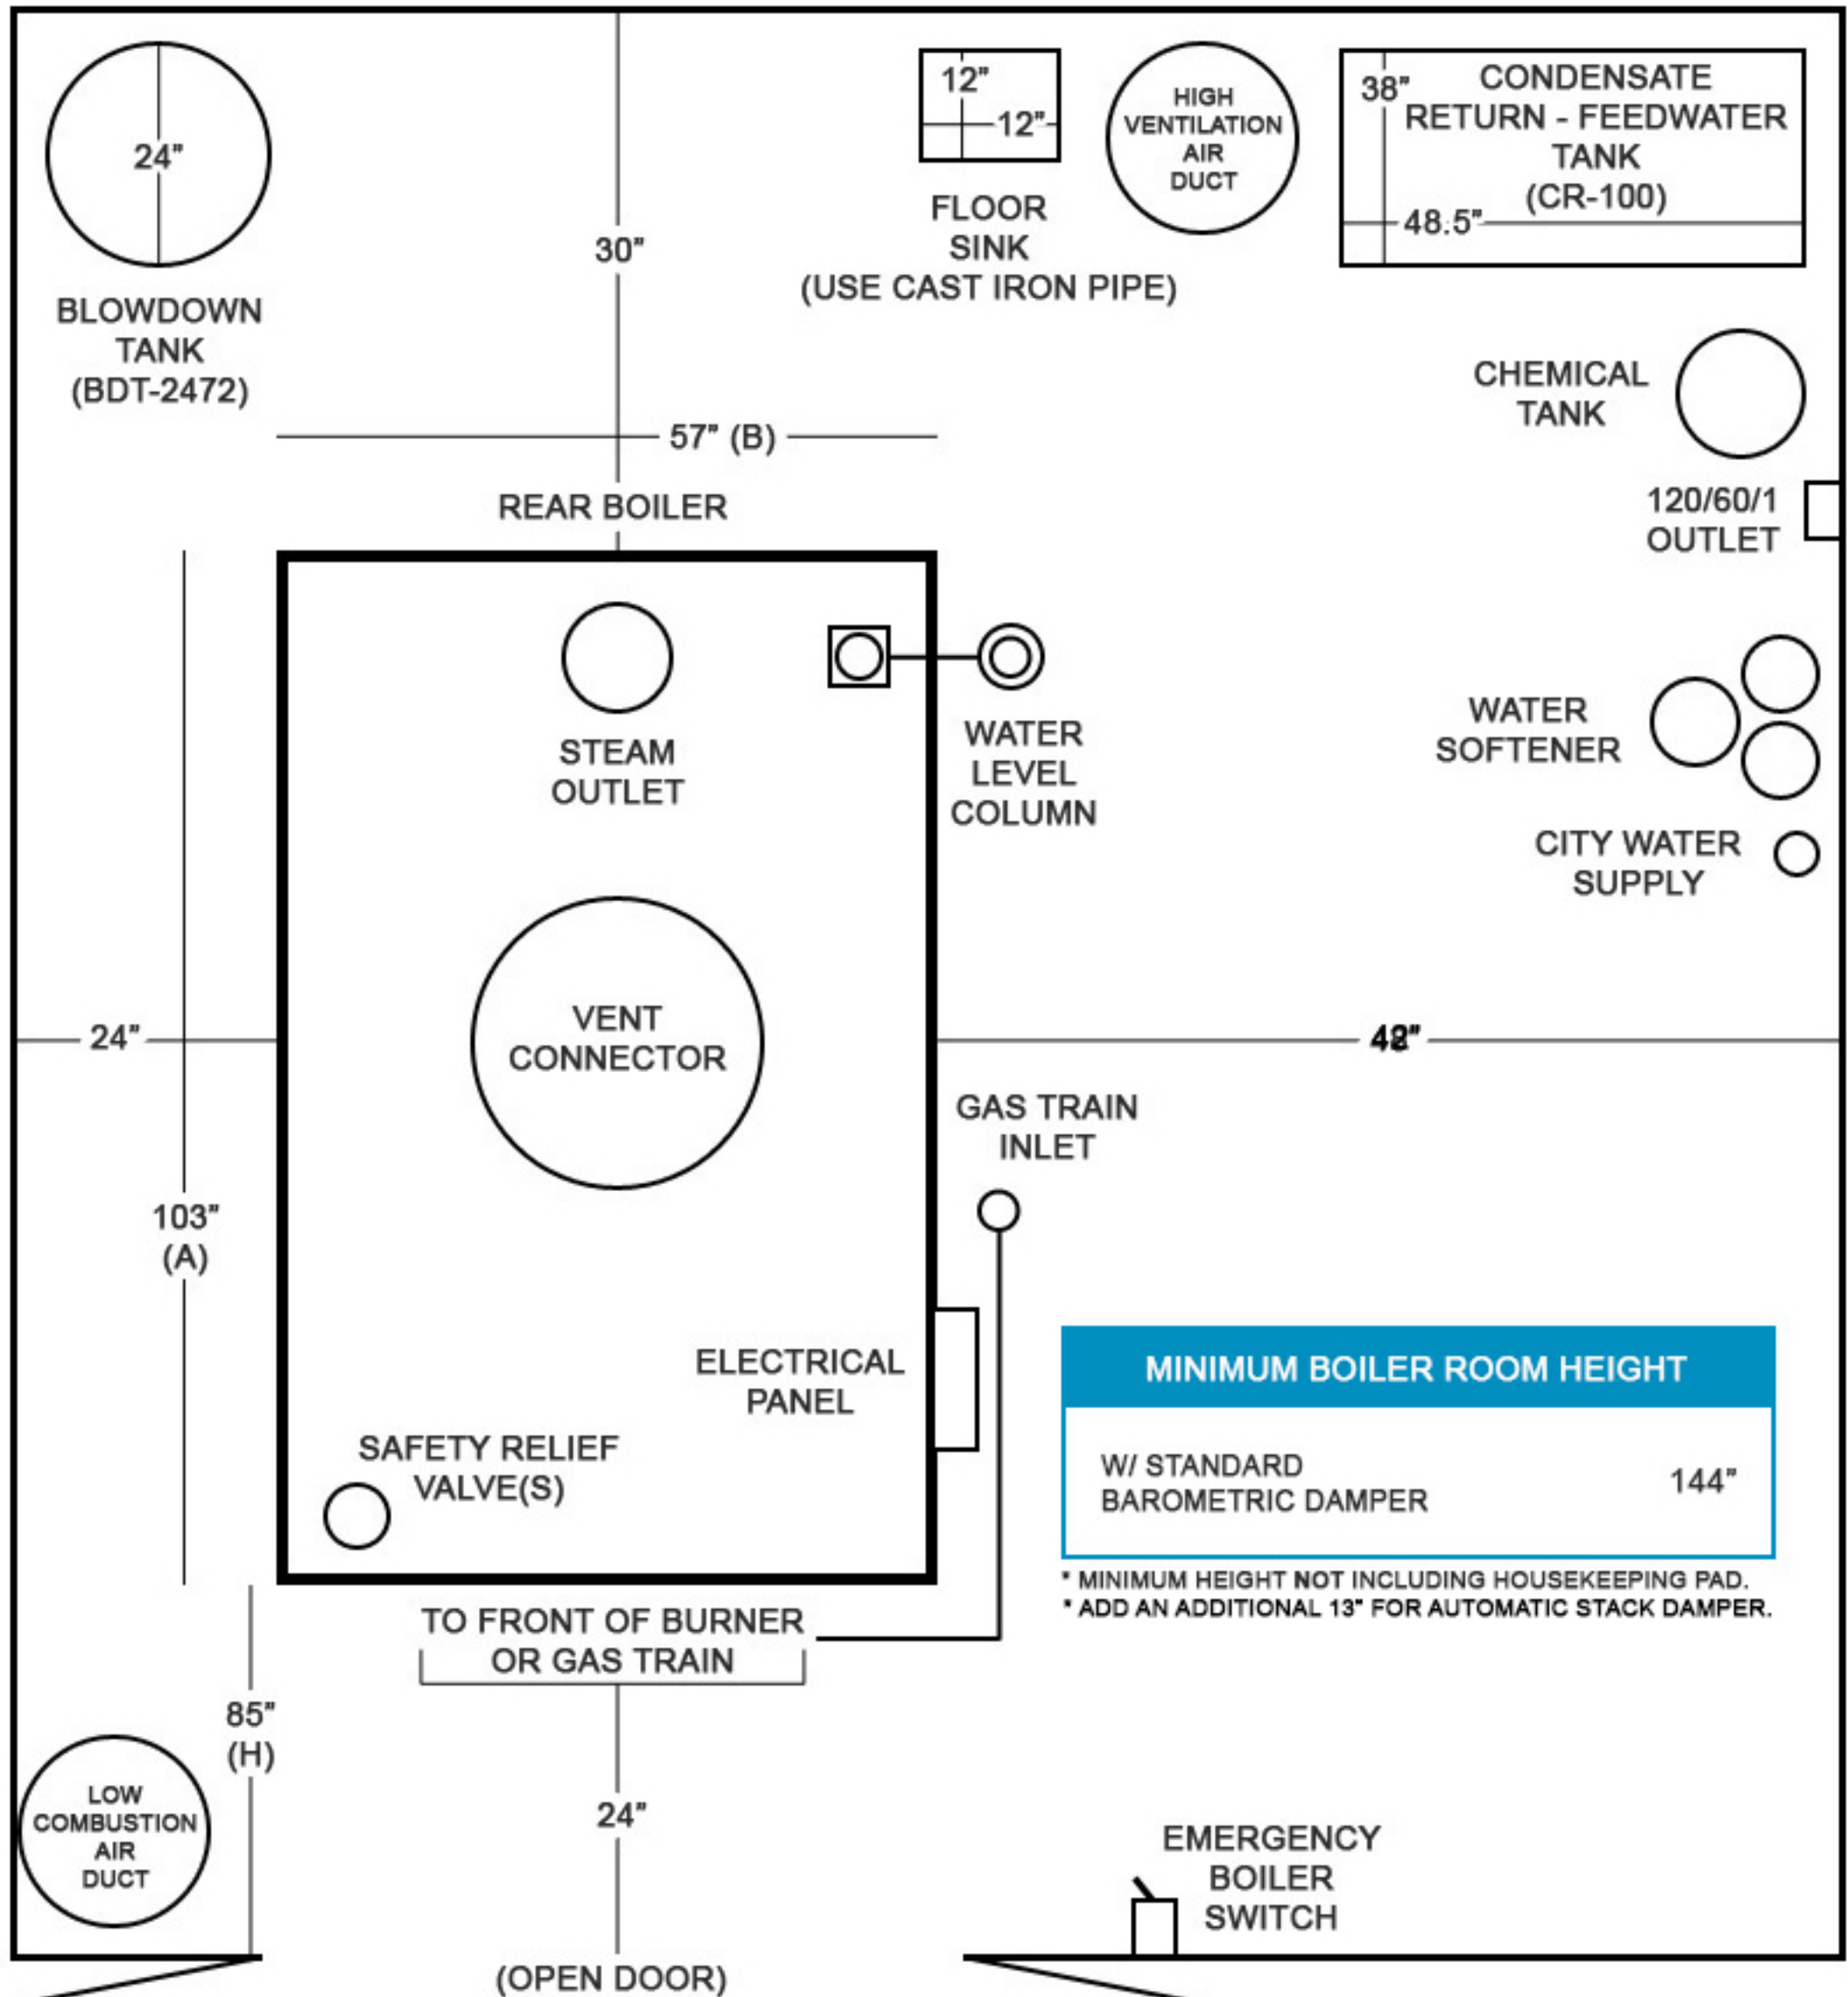 24”
BLOWDOWN
TANK
(BDT-2472)
30”
12”
12”
FLOOR
SINK
(USE CAST IRON PIPE)
HIGH
VENTILATION
AIR
DUCT
38”
CONDENSATE
RETURN - FEEDWATER
TANK
(CR-100)
48.5”
CHEMICAL
TANK
120/60/1
OUTLET
57” (B)
REAR BOILER
STEAM
OUTLET
WATER
LEVEL
COLUMN
WATER
SOFTENER
CITY WATER
SUPPLY
24”
VENT
CONNECTOR
GAS TRAIN
INLET
103”
(A)
ELECTRICAL
PANEL
SAFETY RELIEF
VALVE(S)
MINIMUM BOILER ROOM HEIGHT
W/ STANDARD
BAROMETRIC DAMPER
144”
* MINIMUM HEIGHT NOT INCLUDING HOUSEKEEPING PAD.
* ADD AN ADDITIONAL 13” FOR AUTOMATIC STACK DAMPER.
TO FRONT OF BURNER
OR GAS TRAIN
85”
(H)
LOW
COMBUSTION
AIR
DUCT
24”
EMERGENCY
BOILER
SWITCH
(OPEN DOOR)